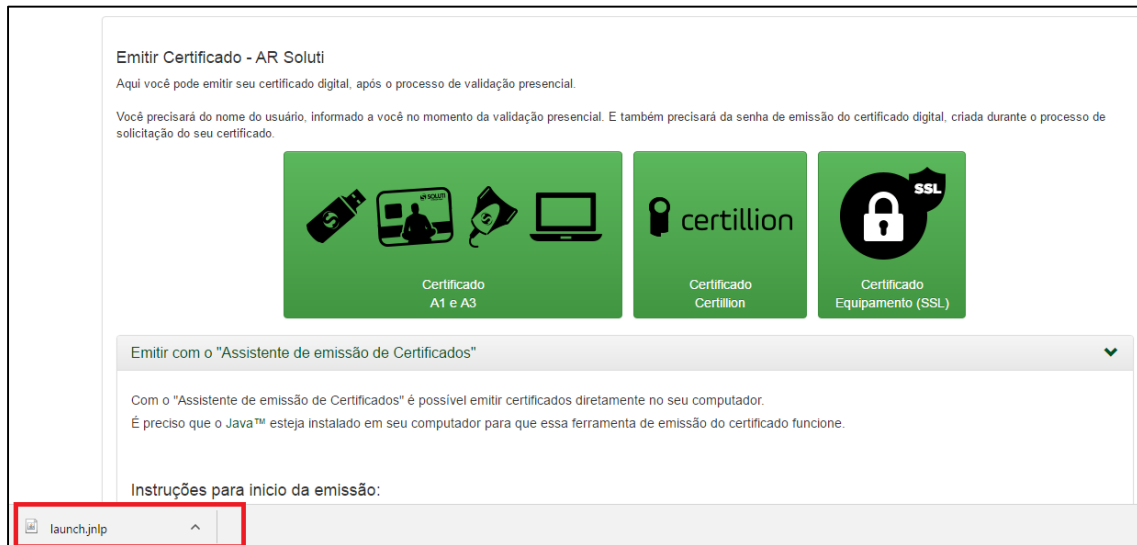 Emitir Certificado - AR Soluti
Aqui você pode emitir seu certificado digital, após o processo de validação presencial.
Você precisará do nome do usuário, informado a você no momento da validação presencial. E também precisará da senha de emissão do certificado digital, criada durante o processo de
solicitação do seu certificado.
SOLUTI
certillion
SSL
Certificado
A1 e A3
Certificado
Certillion
Certificado
Equipamento (SSL)
Emitir com o "Assistente de emissão de Certificados"
Com o "Assistente de emissão de Certificados" é possível emitir certificados diretamente no seu computador.
É preciso que o Java™ esteja instalado em seu computador para que essa ferramenta de emissão do certificado funcione.
Instruções para inicio da emissão:
launch.jnlp